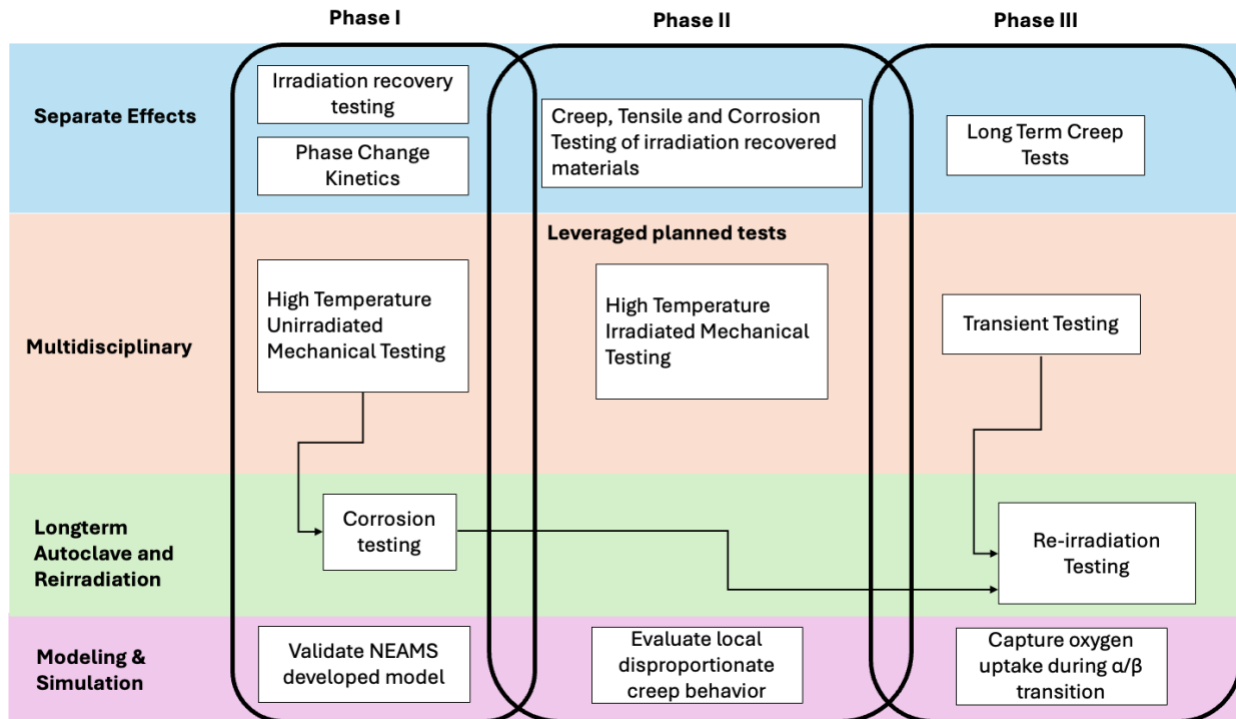 Phase I
Phase II
Phase III
Separate Effects
Irradiation recovery
testing
Phase Change
Kinetics
Creep, Tensile and Corrosion
Testing of irradiation recovered
materials
Long Term Creep
Tests
Multidisciplinary
High Temperature
Unirradiated
Mechanical Testing
Leveraged planned tests
High Temperature
Irradiated Mechanical
Testing
Transient Testing
Longterm
Autoclave and
Reirradiation
Corrosion
testing
Re-irradiation
Testing
Modeling &
Simulation
Validate NEAMS
developed model
Evaluate local
disproportionate
creep behavior
Capture oxygen
uptake during α/β
transition